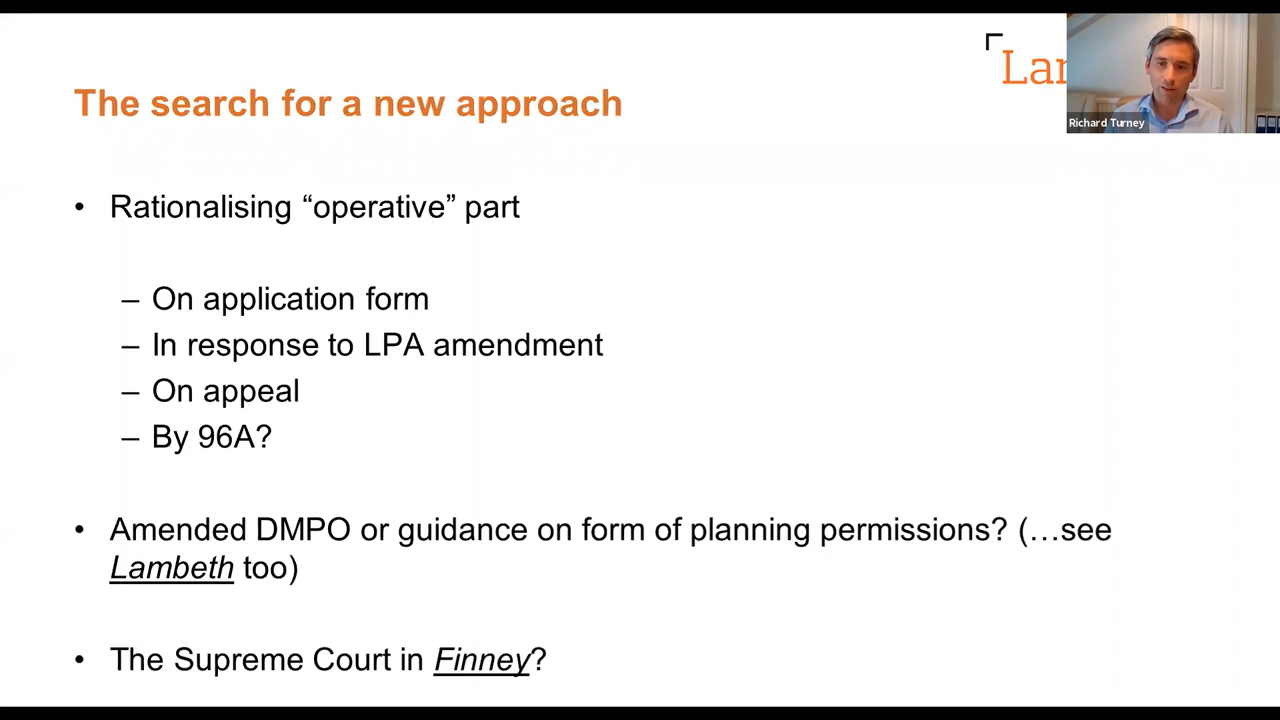 The search for a new approach
Lan
Richard Turney
• Rationalising “operative” part
– On application form
– In response to LPA amendment
– On appeal
– By 96A?
• Amended DMPO or guidance on form of planning permissions? (…see
Lambeth too)
• The Supreme Court in Finney?